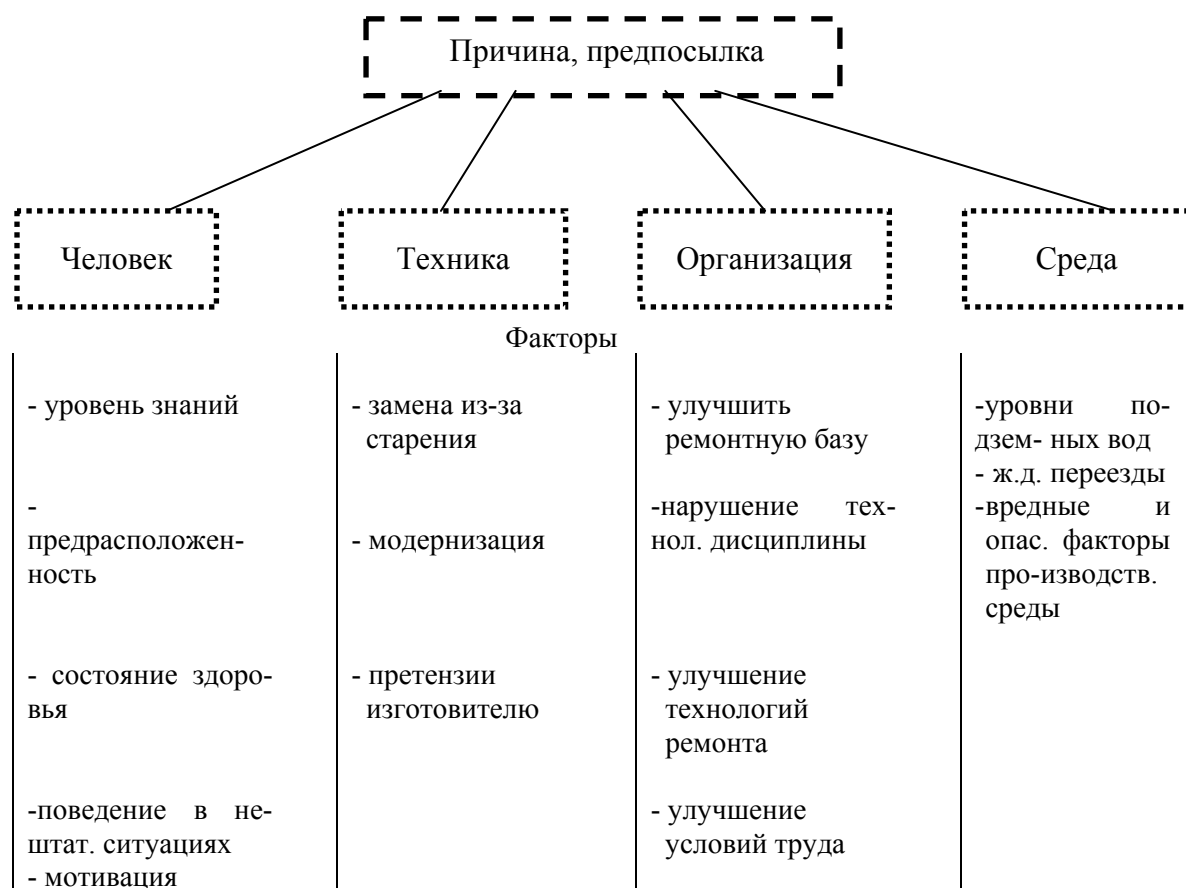 Причина, предпосылка
Человек
Техника
Организация
Среда
Факторы
- уровень знаний
-
предрасположен-
ность
- состояние здоро-
вья
-поведение в не-
штат. ситуациях
- мотивация
- замена из-за
старения
- модернизация
- претензии
изготовителю
- улучшить
ремонтную базу
-нарушение тех-
нол. дисциплины
- улучшение
технологий
ремонта
- улучшение
условий труда
-уровни по-
дзем- ных вод
- ж.д. переезды
-вредные и
опас. факторы
про-изводств.
среды